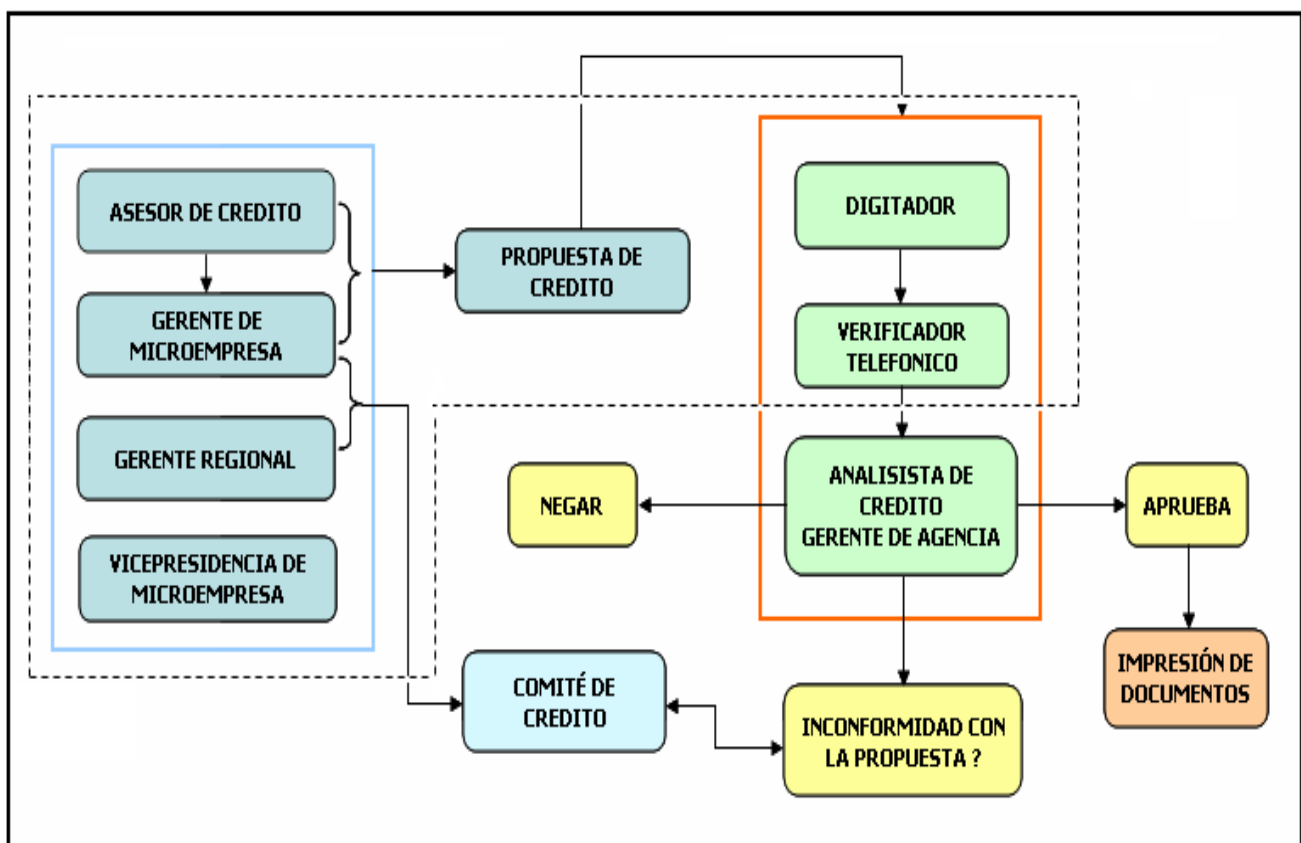 ASESOR DE CREDITO
GERENTE DE
MICROEMPRESA
GERENTE REGIONAL
VICEPRESIDENCIA DE
MICROEMPRESA
PROPUESTA DE
CREDITO
DIGITADOR
VERIFICADOR
TELEFONICO
ANALISISTA DE
CREDITO
GERENTE DE AGENCIA
NEGAR
APRUEBA
IMPRESIÓN DE
DOCUMENTOS
COMITÉ DE
CREDITO
INCONFORMIDAD CON
LA PROPUESTA ?